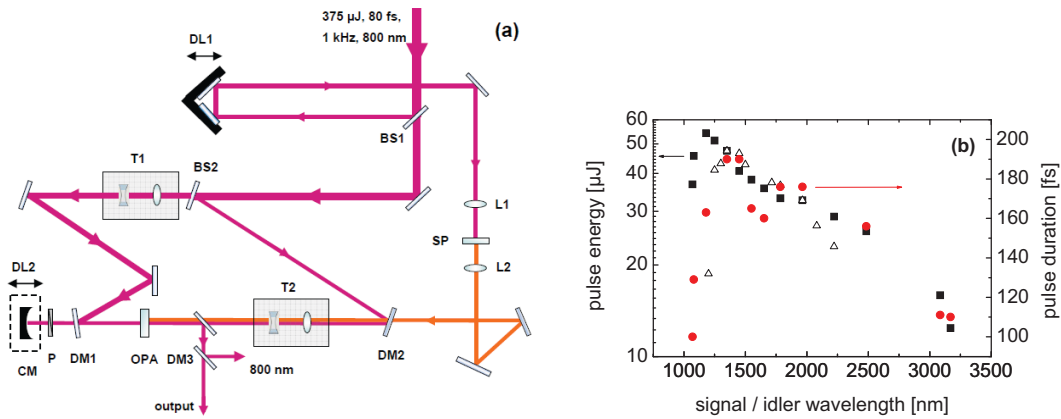 375 µJ, 80 fs,
1 kHz, 800 nm
(a)
DL1
BS1
T1
BS2
L1
SP
L2
DL2
T2
P
DM1
OPA
DM3
DM2
CM
800 nm
output
(b)
60
50
40
30
20
10
pulse energy [µJ]
200
180
160
140
120
100
pulse duration [fs]
1000 1500 2000 2500 3000 3500
signal / idler wavelength [nm]